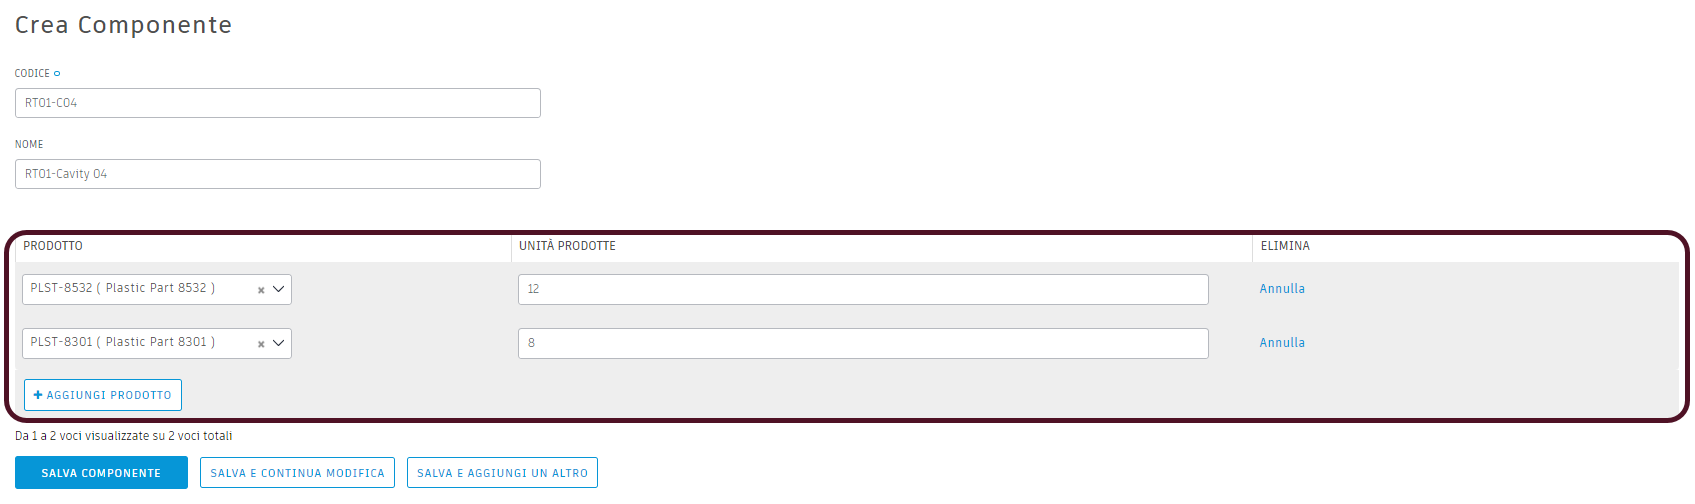 Crea Componente
CODICE
RT01-C04
NOME
RT01-Cavity 04
PRODOTTO UNITÀ PRODOTTE ELIMINA
PLST-8532 ( Plastic Part 8532 ) × 12 Annulla
PLST-8301 ( Plastic Part 8301 ) × 8 Annulla
+ AGGIUNGI PRODOTTO
Da 1 a 2 voci visualizzate su 2 voci totali
SALVA COMPONENTE SALVA E CONTINUA MODIFICA SALVA E AGGIUNGI UN ALTRO